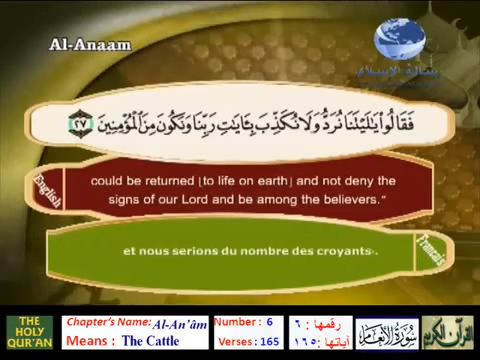 Al-Anaam
رسالة الإسلام
فَقَالُوا۟ يَـٰلَيْتَنَا نُرَدُّ وَلَا نُكَذِّبَ بِـَٔايَـٰتِ رَبِّنَا وَنَكُونَ مِنَ ٱلْمُؤْمِنِينَ ٢٧
English
could be returned [to life on earth] and not deny the
signs of our Lord and be among the believers."
et nous serions du nombre des croyants».
Francais
THE HOLY QUR'AN
Chapter's Name: Al-An'âm
Means : The Cattle
Number : 6
Verses : 165
رقمها : ٦
آياتها : ١٦٥
سورة الأنعام
القرآن الكريم